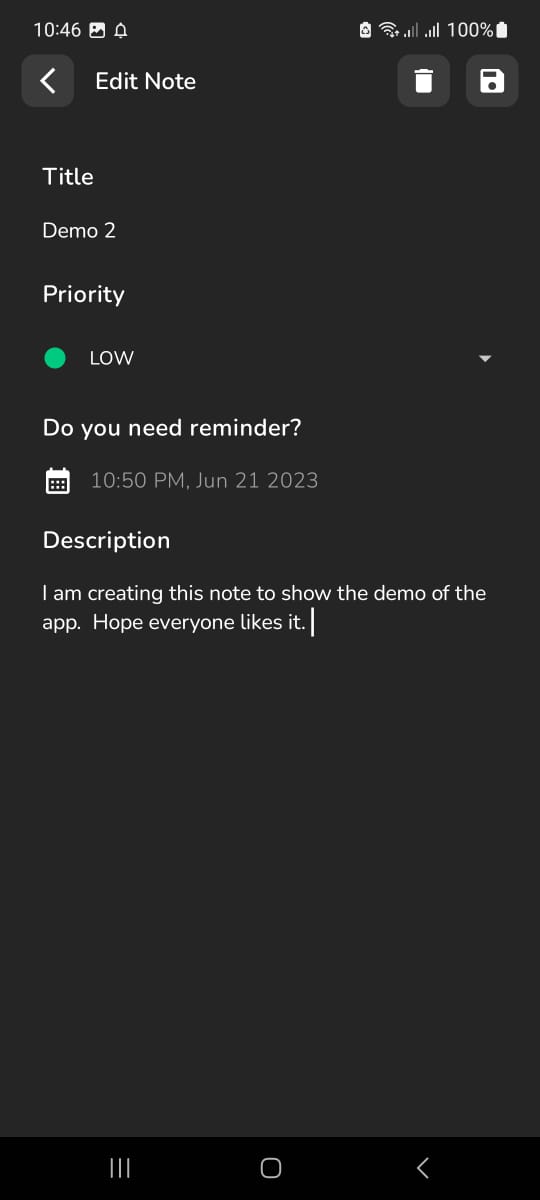 10:46 100%
Edit Note
Title
Demo 2
Priority
LOW
Do you need reminder?
10:50 PM, Jun 21 2023
Description
I am creating this note to show the demo of the
app.  Hope everyone likes it.